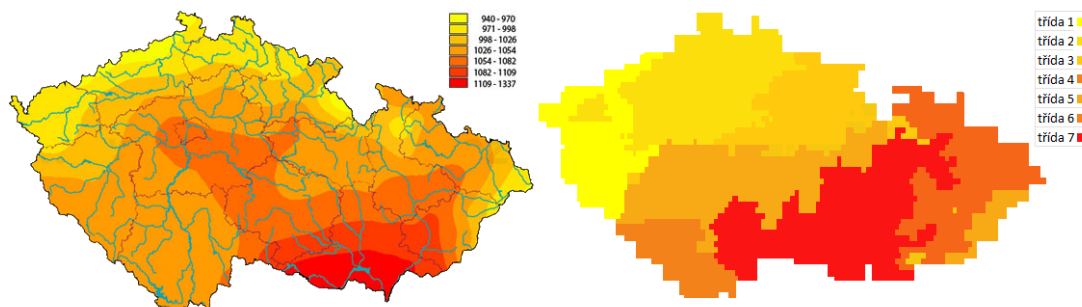 940 - 970
971 - 998
998 - 1026
1026 - 1054
1054 - 1082
1082 - 1109
1109 - 1337
třída 1
třída 2
třída 3
třída 4
třída 5
třída 6
třída 7